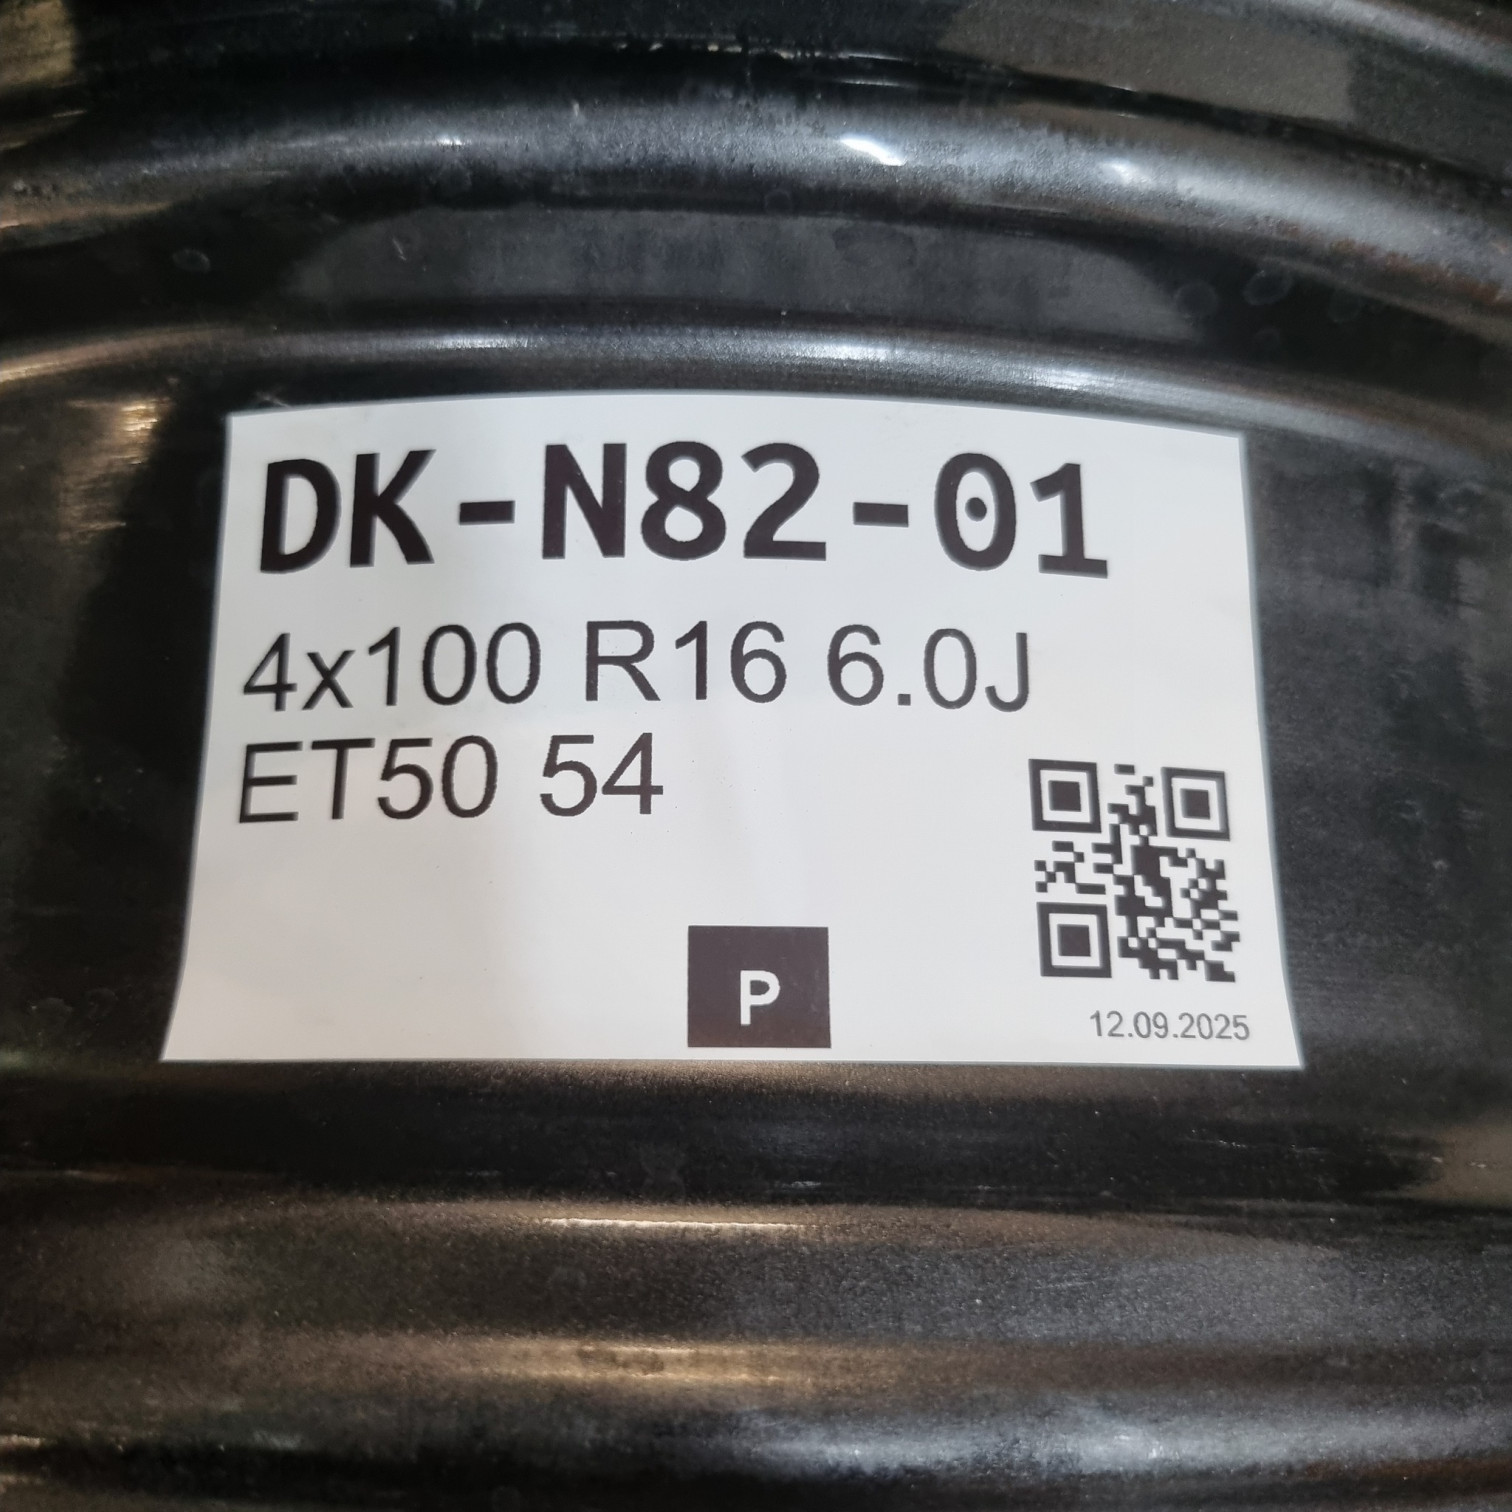 DK-N82-01
4x100 R16 6.0J
ET50 54
P
12.09.2025